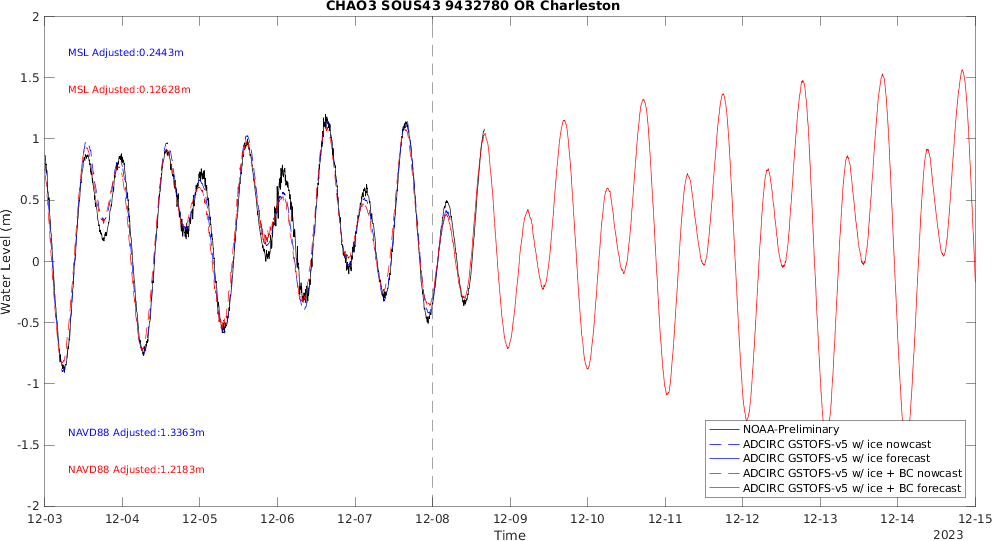 CHAO3 SOUS43 9432780 OR Charleston
2
MSL Adjusted:0.2443m
1.5
MSL Adjusted:0.12628m
1
0.5
Water Level (m)
0
-0.5
-1
NAVD88 Adjusted:1.3363m
-1.5
NAVD88 Adjusted:1.2183m
-2
NOAA-Preliminary
ADCIRC GSTOFS-v5 w/ ice nowcast
ADCIRC GSTOFS-v5 w/ ice forecast
ADCIRC GSTOFS-v5 w/ ice + BC nowcast
ADCIRC GSTOFS-v5 w/ ice + BC forecast
12-03 12-04 12-05 12-06 12-07 12-08 12-09 12-10 12-11 12-12 12-13 12-14 12-15
Time
2023